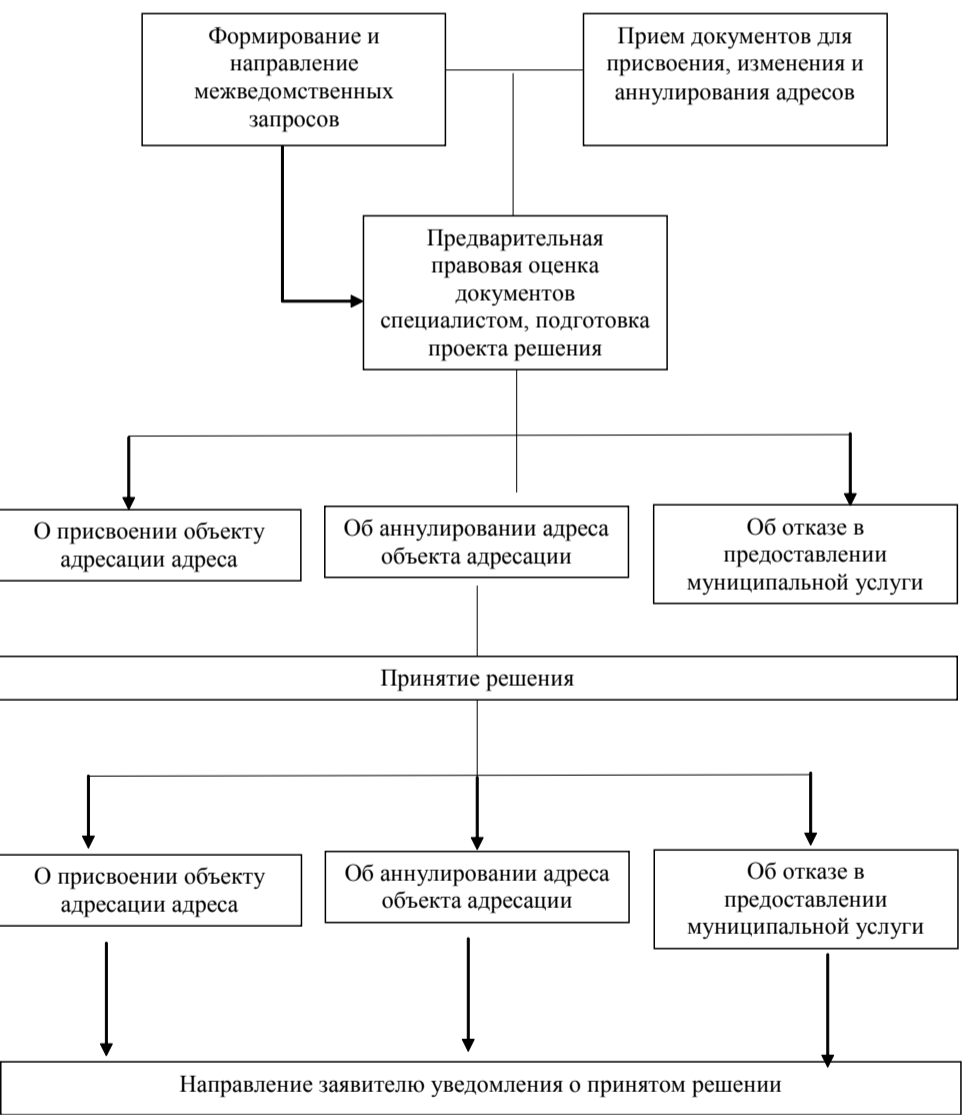 Формирование и
направление
межведомственных
запросов
Прием документов для
присвоения, изменения и
аннулирования адресов
Предварительная
правовая оценка
документов
специалистом, подготовка
проекта решения
О присвоении объекту
адресации адреса
Об аннулировании адреса
объекта адресации
Об отказе в
предоставлении
муниципальной услуги
Принятие решения
О присвоении объекту
адресации адреса
Об аннулировании адреса
объекта адресации
Об отказе в
предоставлении
муниципальной услуги
Направление заявителю уведомления о принятом решении